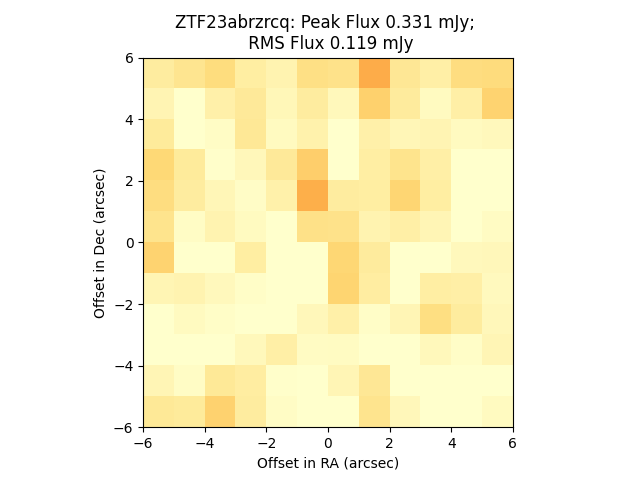 ZTF23abrzrcq: Peak Flux 0.331 mJy;
RMS Flux 0.119 mJy
6
4
2
0
−2
−4
−6
Offset in Dec (arcsec)
−6 −4 −2 0 2 4 6
Offset in RA (arcsec)